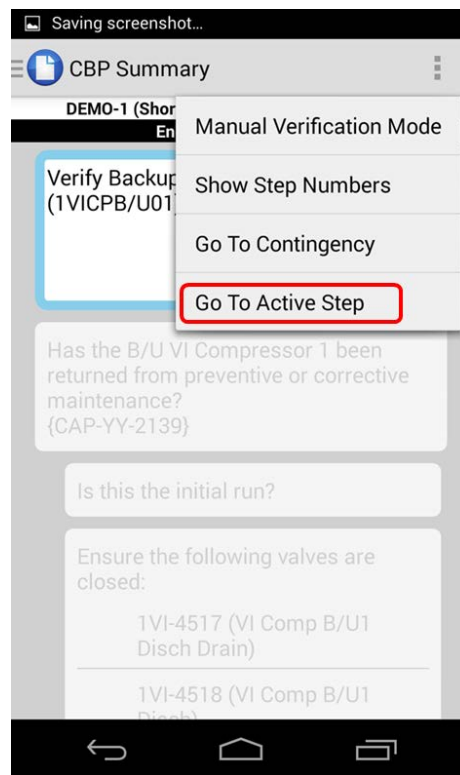 Saving screenshot...
CBP Summary
DEMO-1 (Shor
En
Manual Verification Mode
Show Step Numbers
Go To Contingency
Go To Active Step
Verify Backup
(1VICPB/U01
Has the B/U VI Compressor 1 been
returned from preventive or corrective
maintenance?
{CAP-YY-2139}
Is this the initial run?
Ensure the following valves are
closed:
1VI-4517 (VI Comp B/U1
Disch Drain)
1VI-4518 (VI Comp B/U1
Disch)